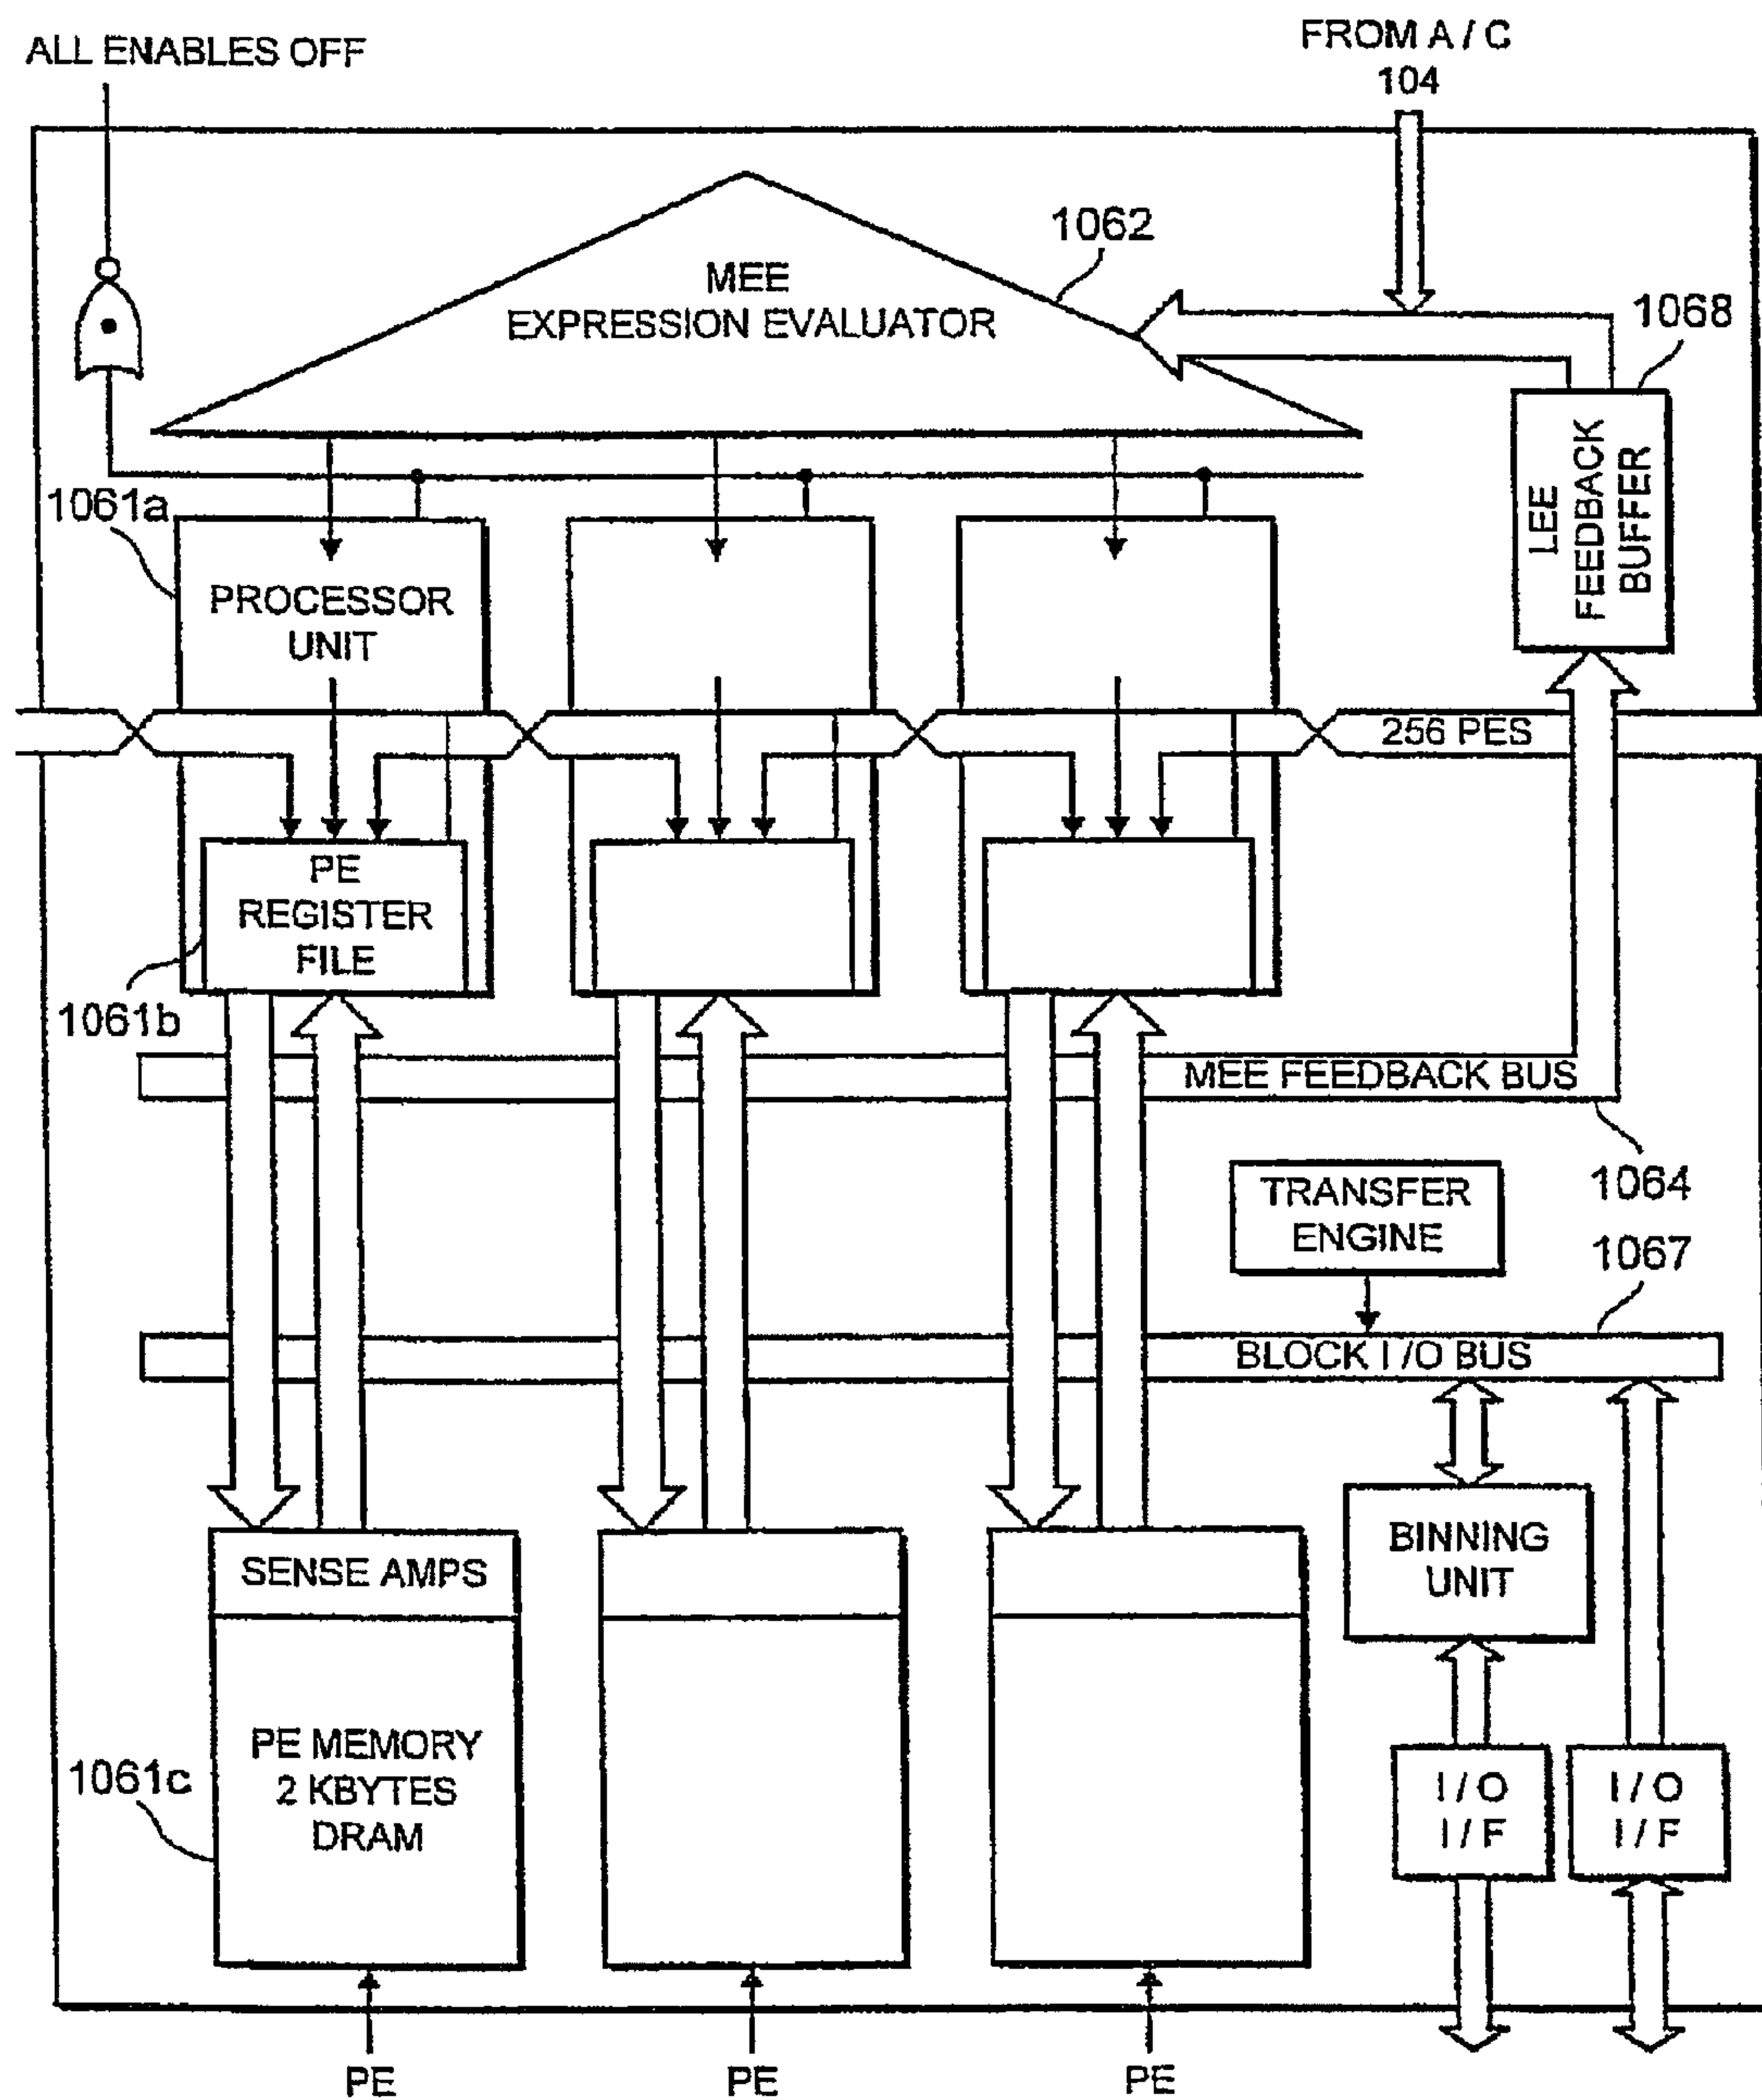 ALL ENABLES OFF
FROM A / C
104
1062
MEE
EXPRESSION EVALUATOR
1068
LEE
FEEDBACK
BUFFER
1061a
PROCESSOR
UNIT
256 PES
PE
REGISTER
FILE
1061b
MEE FEEDBACK BUS
1064
TRANSFER
ENGINE
1067
BLOCK I /O BUS
BINNING
UNIT
SENSE AMPS
PE MEMORY
2 KBYTES
DRAM
1061c
I / O
I / F
I / O
I / F
PE
PE
PE